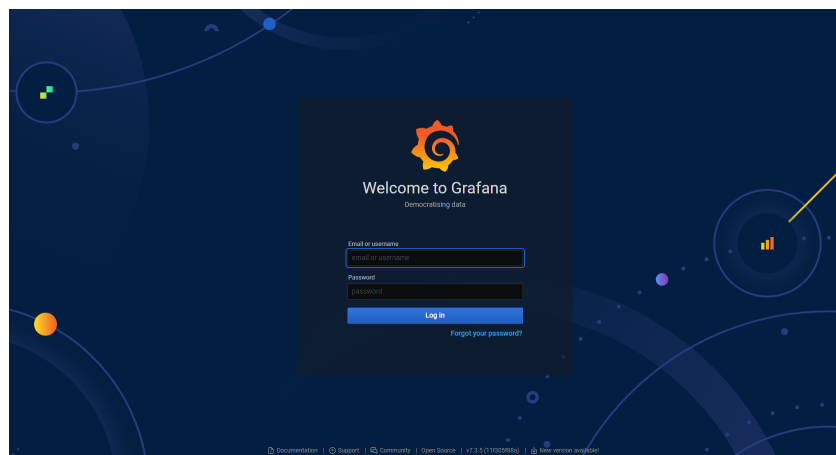 Welcome to Grafana
Democratising data
Email or username
email or username
Password
password
Log in
Forgot your password?
Documentation | Support | Community | Open Source | v7.3.5 (11f305f88a) | New version available!